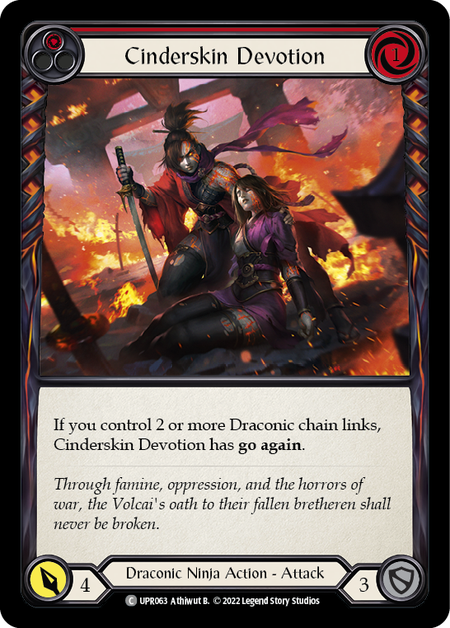 Cinderskin Devotion
1
If you control 2 or more Draconic chain links,
Cinderskin Devotion has go again.
Through famine, oppression, and the horrors of
war, the Volcai's oath to their fallen bretheren shall
never be broken.
4
Draconic Ninja Action - Attack
3
C UPR063 Athiwut B. © 2022 Legend Story Studios